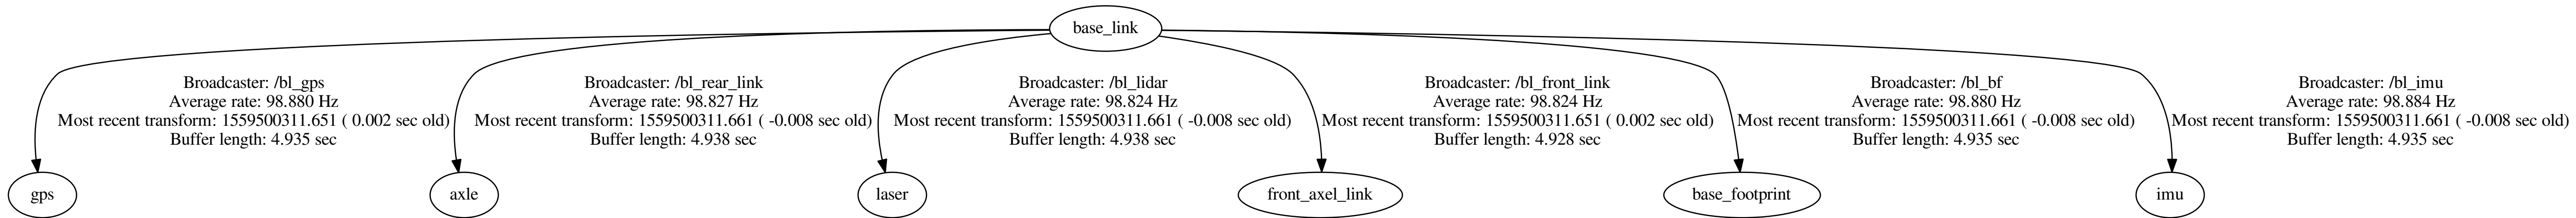 base_link
Broadcaster: /bl_gps
Average rate: 98.880 Hz
Most recent transform: 1559500311.651 ( 0.002 sec old)
Buffer length: 4.935 sec
Broadcaster: /bl_rear_link
Average rate: 98.827 Hz
Most recent transform: 1559500311.661 ( -0.008 sec old)
Buffer length: 4.938 sec
Broadcaster: /bl_lidar
Average rate: 98.824 Hz
Most recent transform: 1559500311.661 ( -0.008 sec old)
Buffer length: 4.938 sec
Broadcaster: /bl_front_link
Average rate: 98.824 Hz
Most recent transform: 1559500311.651 ( 0.002 sec old)
Buffer length: 4.928 sec
Broadcaster: /bl_bf
Average rate: 98.880 Hz
Most recent transform: 1559500311.661 ( -0.008 sec old)
Buffer length: 4.935 sec
Broadcaster: /bl_imu
Average rate: 98.884 Hz
Most recent transform: 1559500311.661 ( -0.008 sec old)
Buffer length: 4.935 sec
gps
axle
laser
front_axel_link
base_footprint
imu